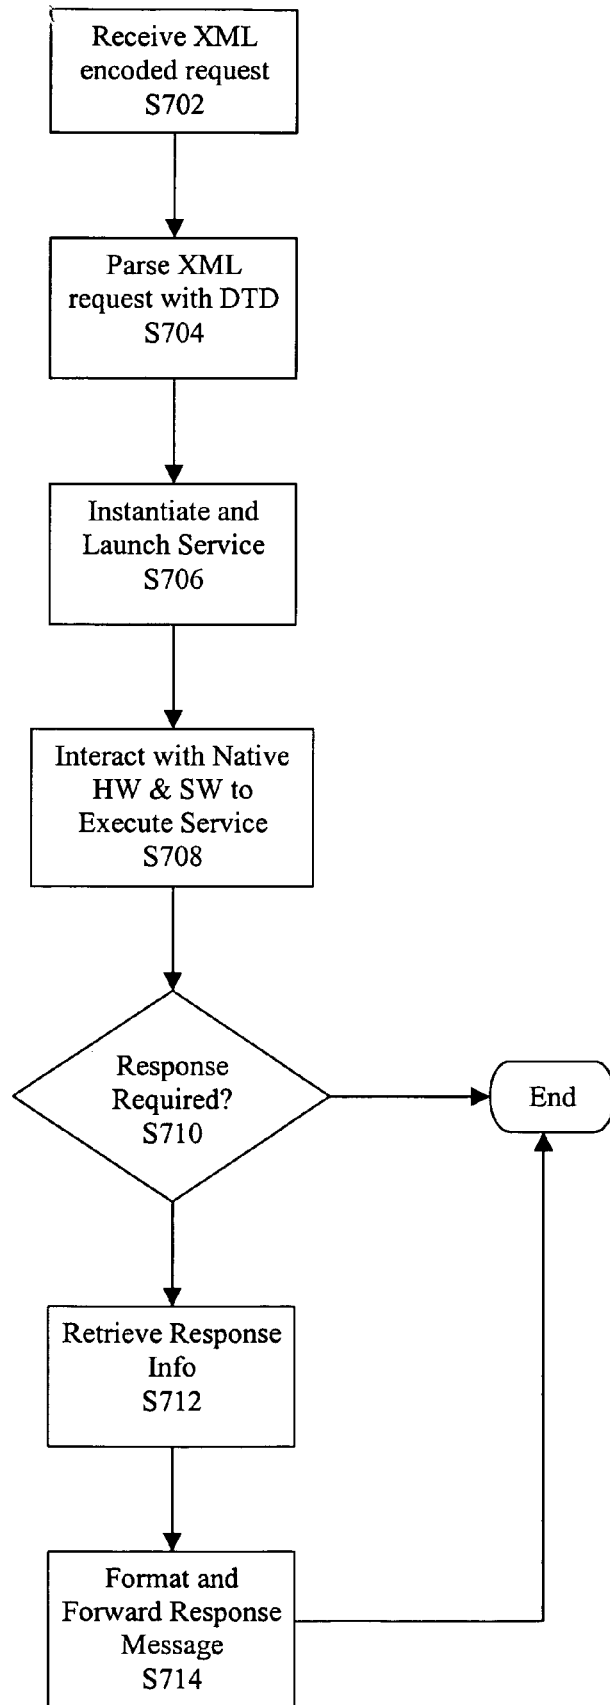 Receive XML
encoded request
S702
Parse XML
request with DTD
S704
Instantiate and
Launch Service
S706
Interact with Native
HW & SW to
Execute Service
S708
Response
Required?
S710
End
Retrieve Response
Info
S712
Format and
Forward Response
Message
S714